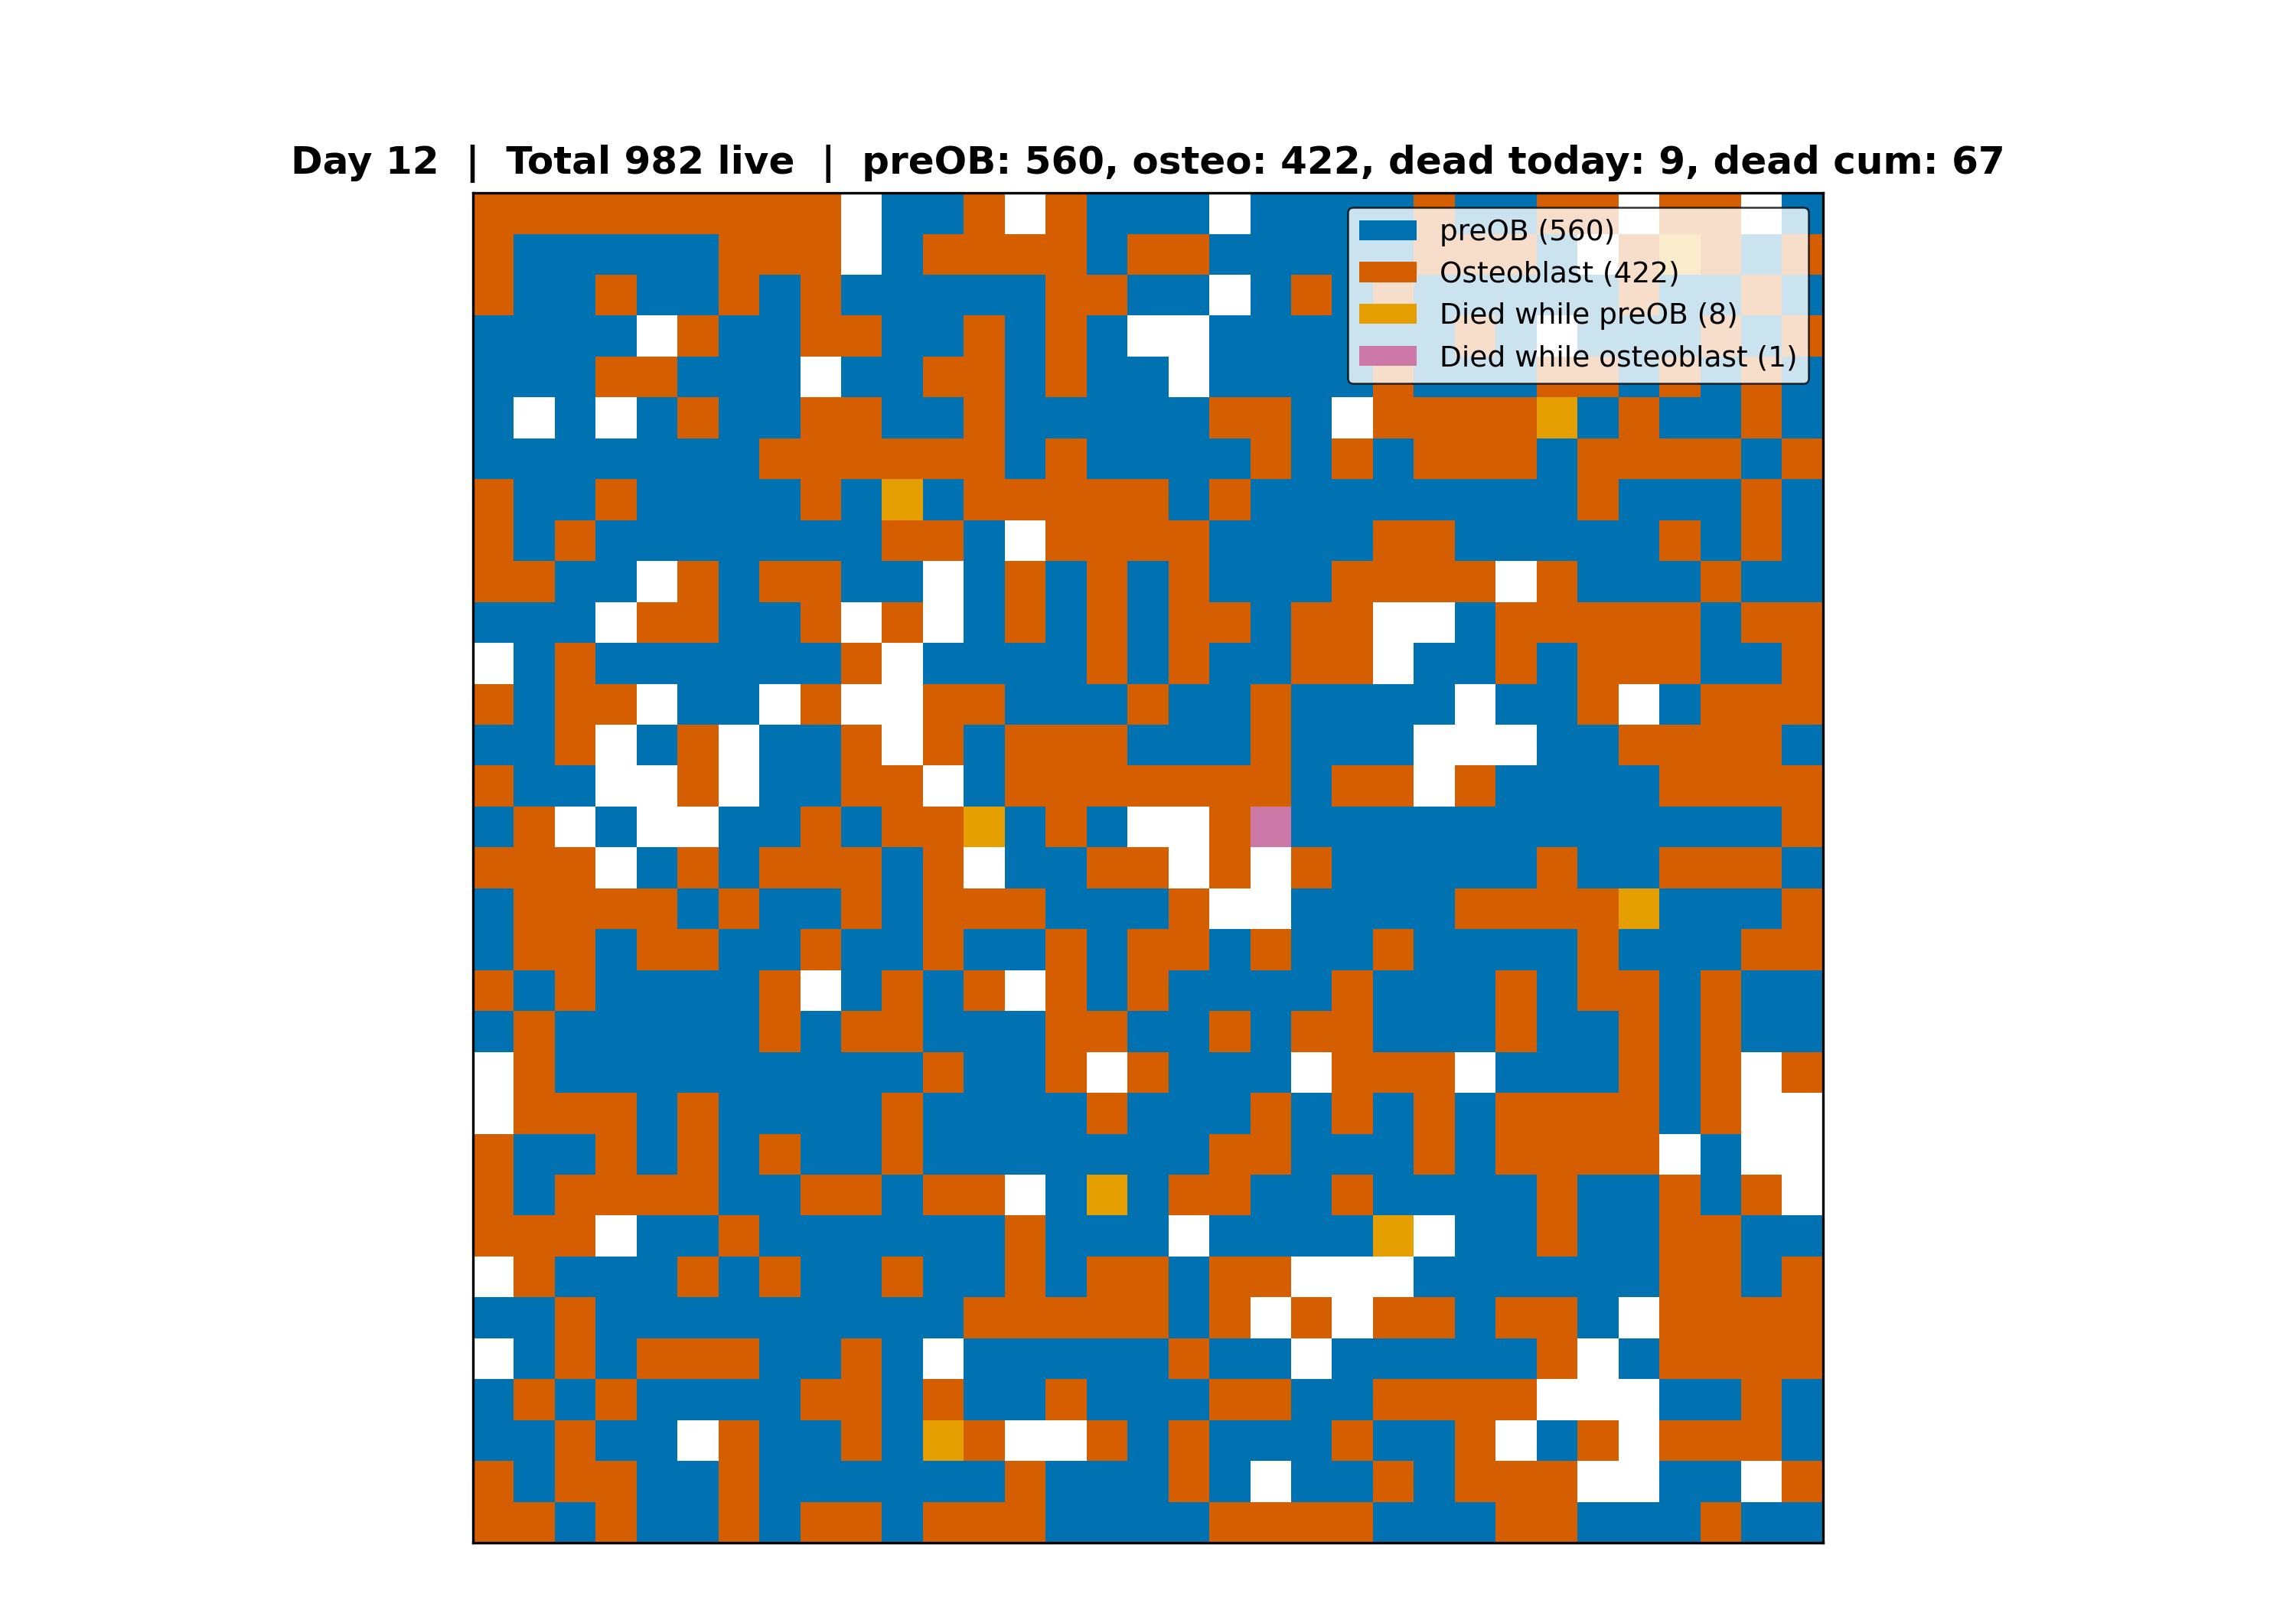 Day 12 | Total 982 live | preOB: 560, osteo: 422, dead today: 9, dead cum: 67
preOB (560)
Osteoblast (422)
Died while preOB (8)
Died while osteoblast (1)